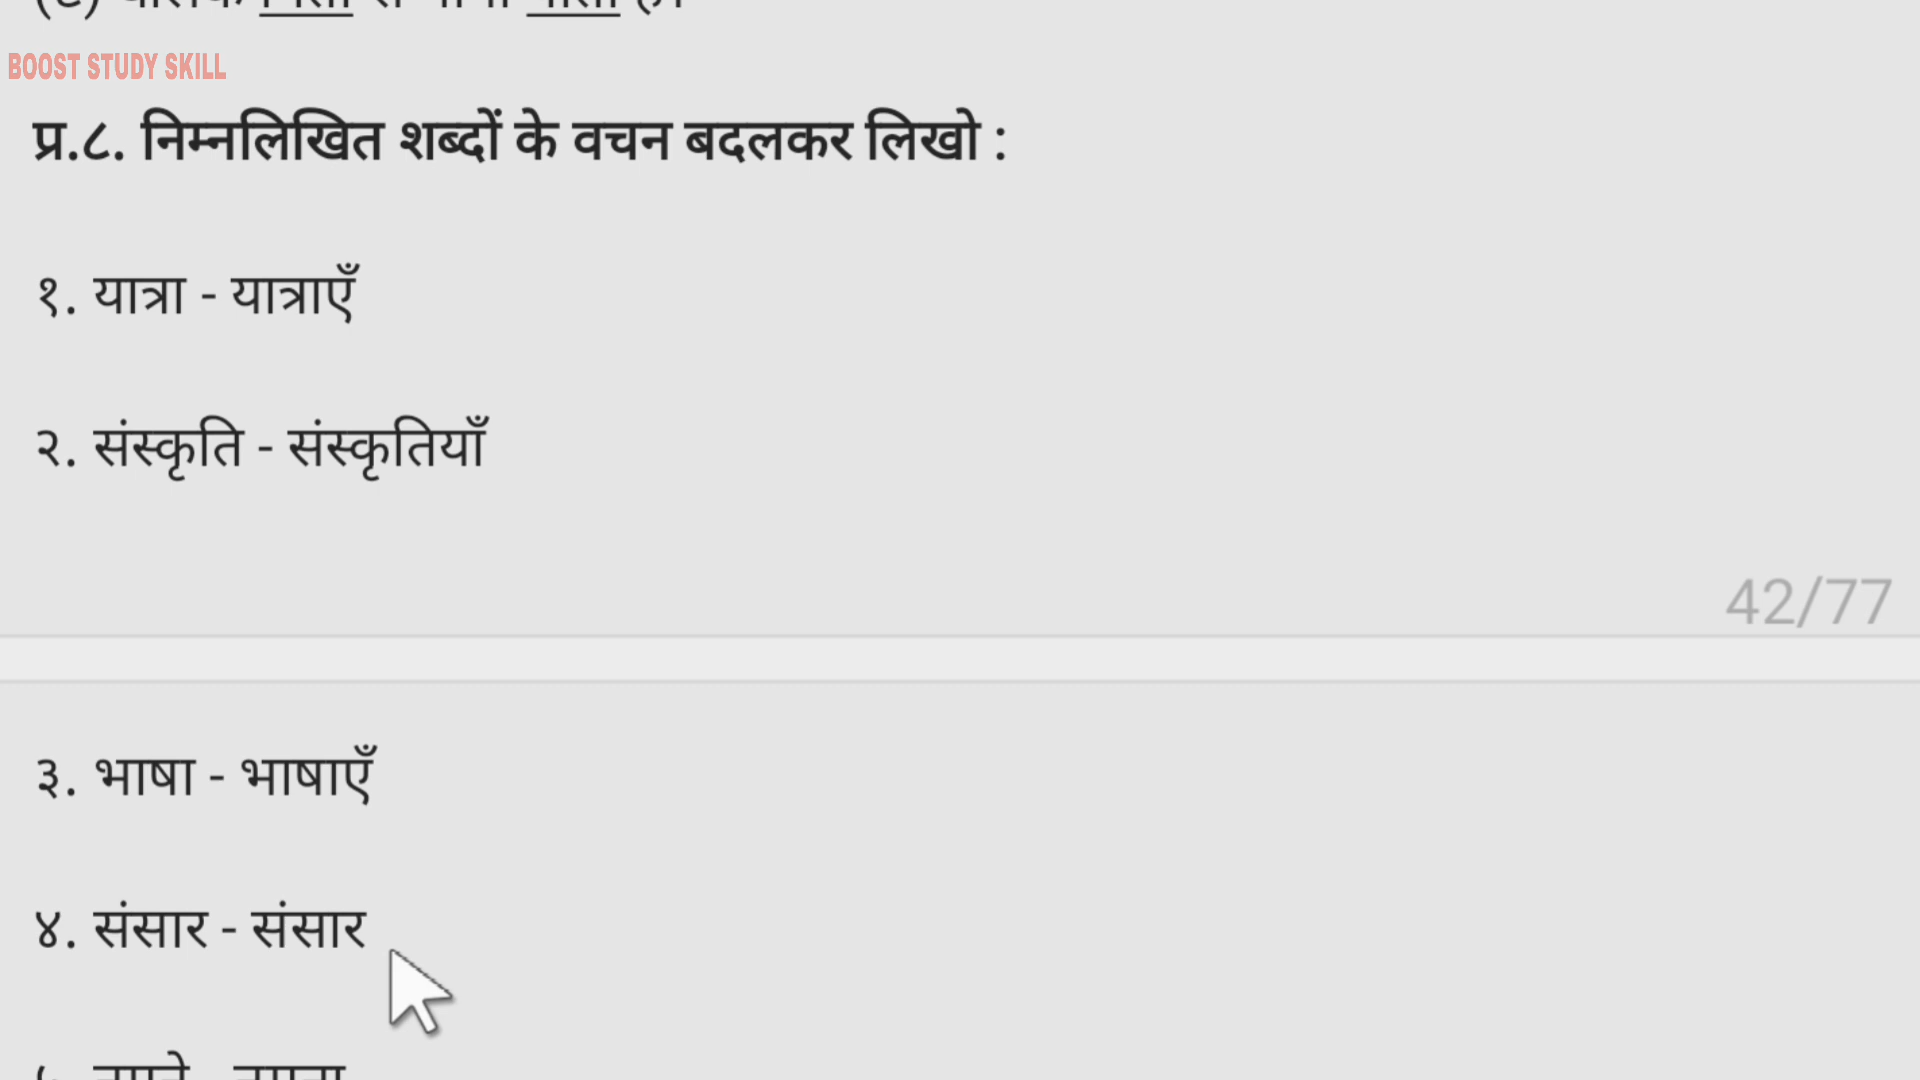 BOOST STUDY SKILL
प्र.८. निम्नलिखित शब्दों के वचन बदलकर लिखो :
१. यात्रा - यात्राएँ
२. संस्कृति - संस्कृतियाँ
42/77
३. भाषा - भाषाएँ
४. संसार - संसार